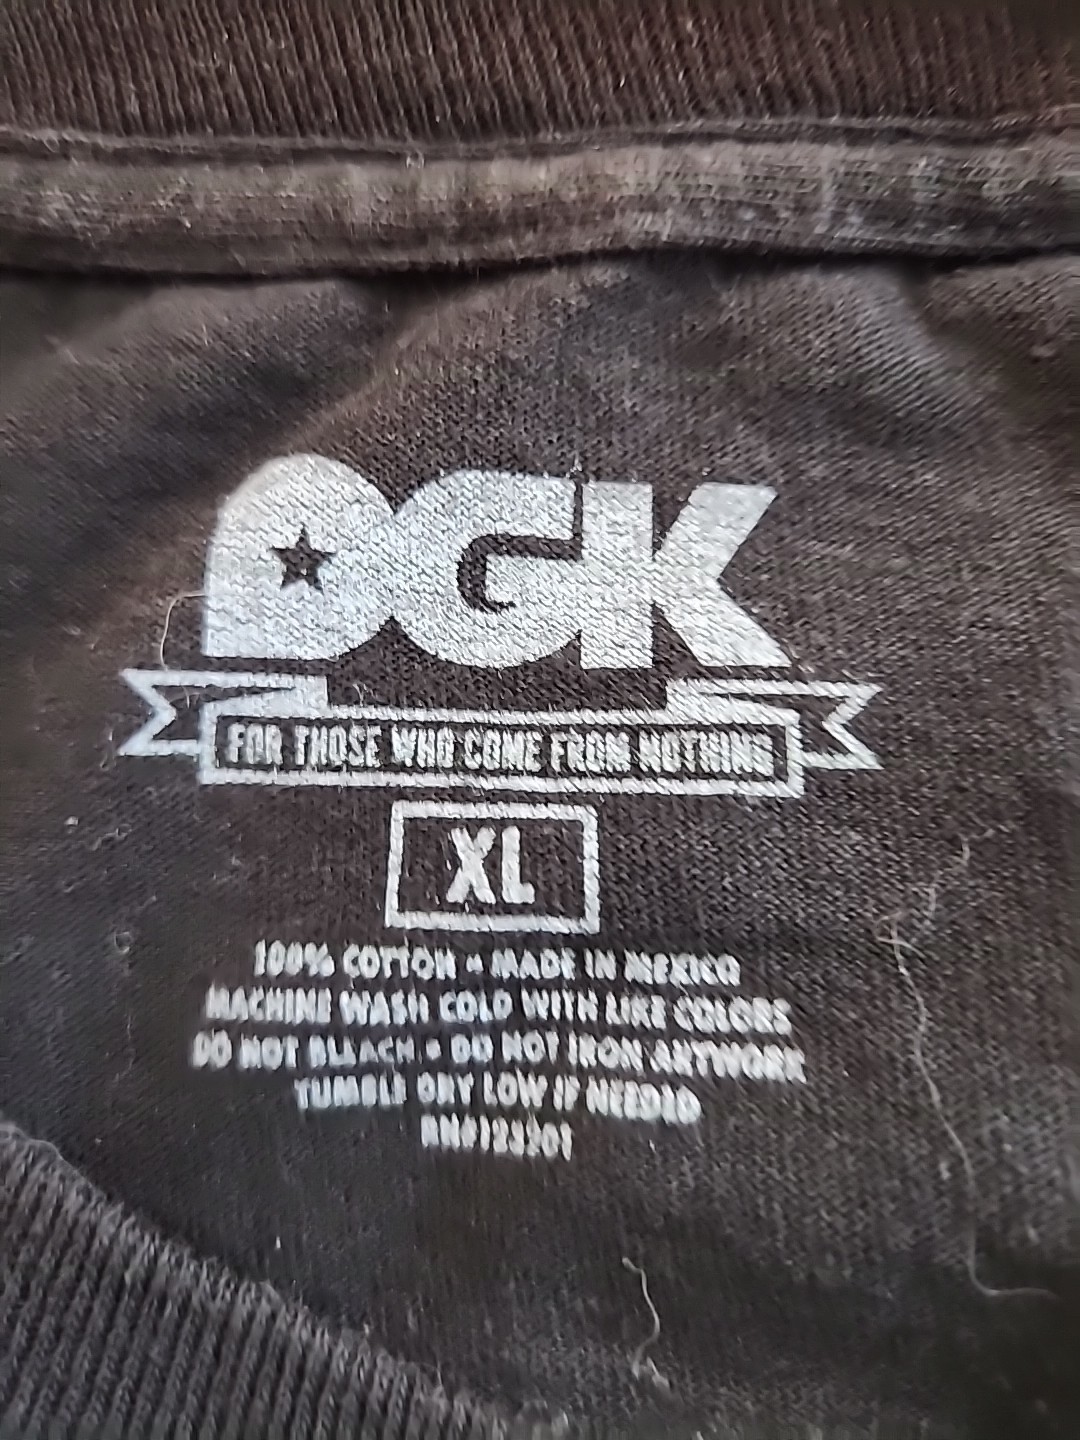 DGK
FOR THOSE WHO COME FROM NOTHING
XL
100% COTTON • MADE IN MEXICO
MACHINE WASH COLD WITH LIKE COLORS
DO NOT BLEACH • DO NOT IRON ARTWORK
TUMBLE DRY LOW IF NEEDED